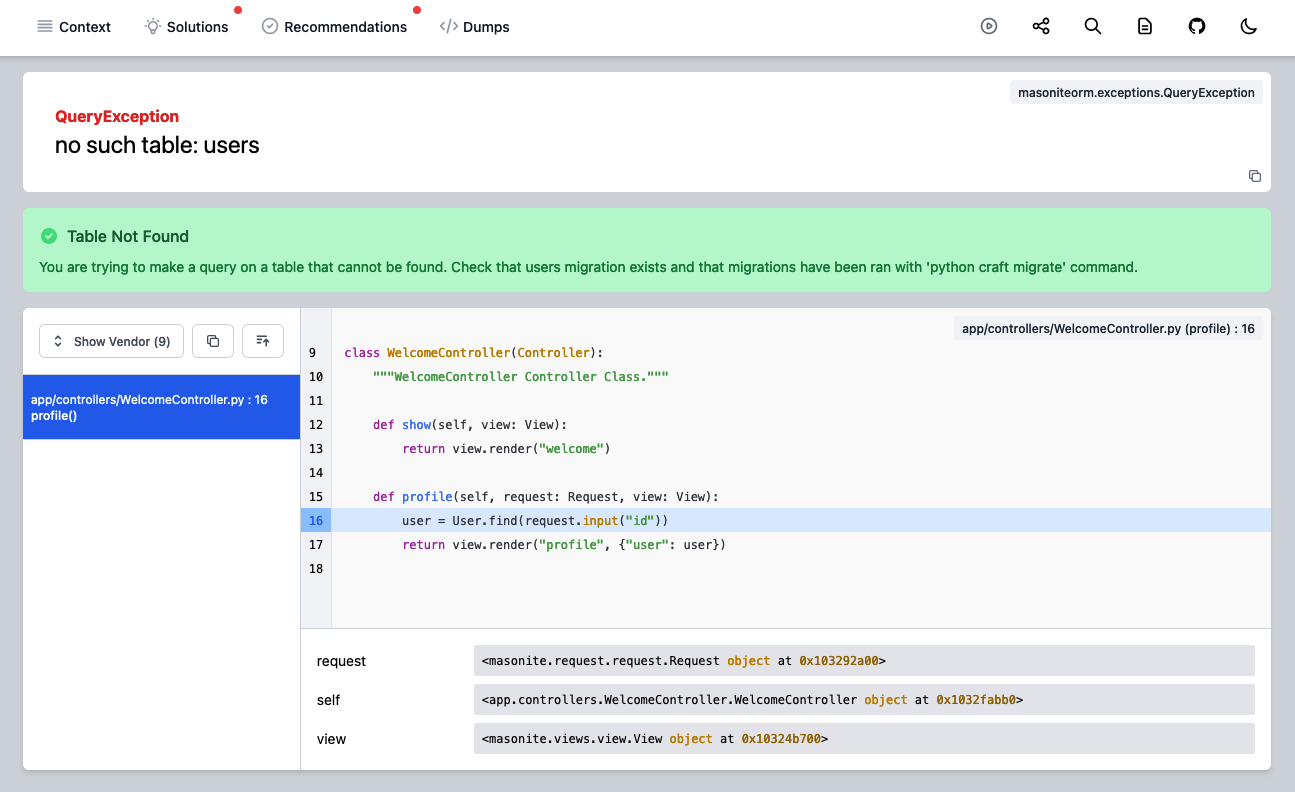 Context Solutions Recommendations </> Dumps
masoniteorm.exceptions.QueryException
QueryException
no such table: users
Table Not Found
You are trying to make a query on a table that cannot be found. Check that users migration exists and that migrations have been ran with 'python craft migrate' command.
Show Vendor (9)
app/controllers/WelcomeController.py : 16
profile()
app/controllers/WelcomeController.py (profile) : 16
9 class WelcomeController(Controller):
10 """WelcomeController Controller Class."""
11
12 def show(self, view: View):
13 return view.render("welcome")
14
15 def profile(self, request: Request, view: View):
16 user = User.find(request.input("id"))
17 return view.render("profile", {"user": user})
18
request <masonite.request.request.Request object at 0x103292a00>
self <app.controllers.WelcomeController.WelcomeController object at 0x1032fabb0>
view <masonite.views.view.View object at 0x10324b700>